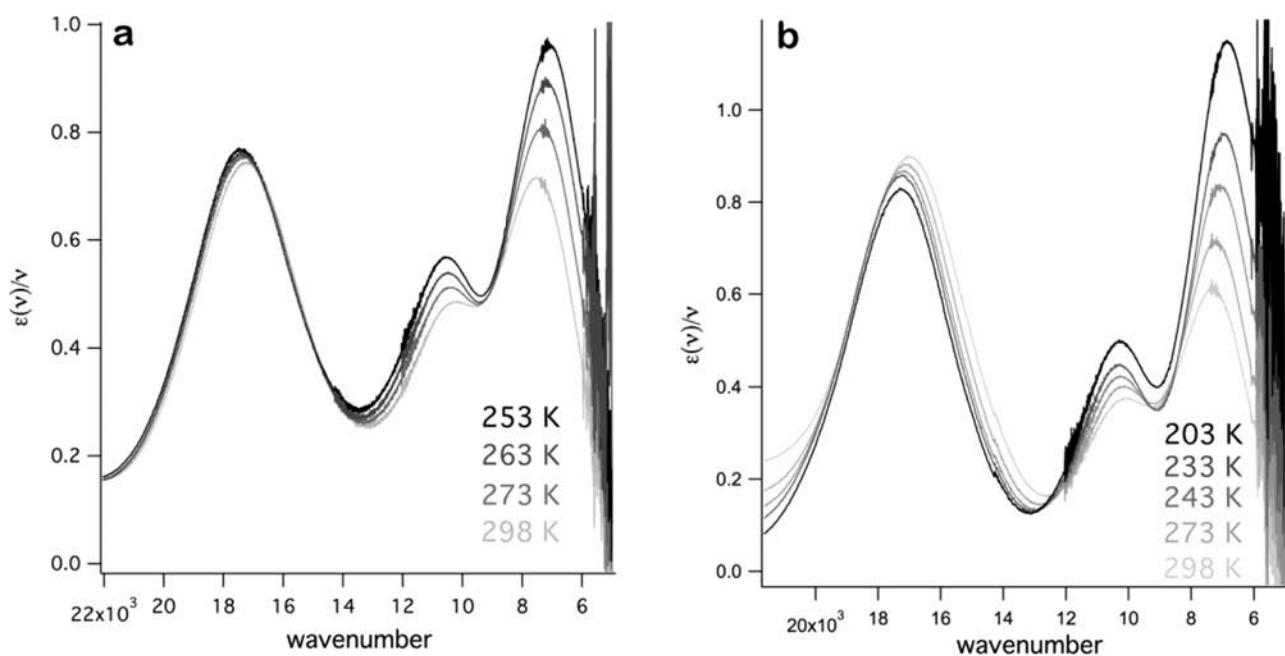 a
1.0
0.8
0.6
0.4
0.2
0.0
ε(ν)/ν
253 K
263 K
273 K
298 K
22x10³ 20 18 16 14 12 10 8 6
wavenumber
b
1.0
0.8
0.6
0.4
0.2
0.0
ε(ν)/ν
203 K
233 K
243 K
273 K
298 K
20x10³ 18 16 14 12 10 8 6
wavenumber